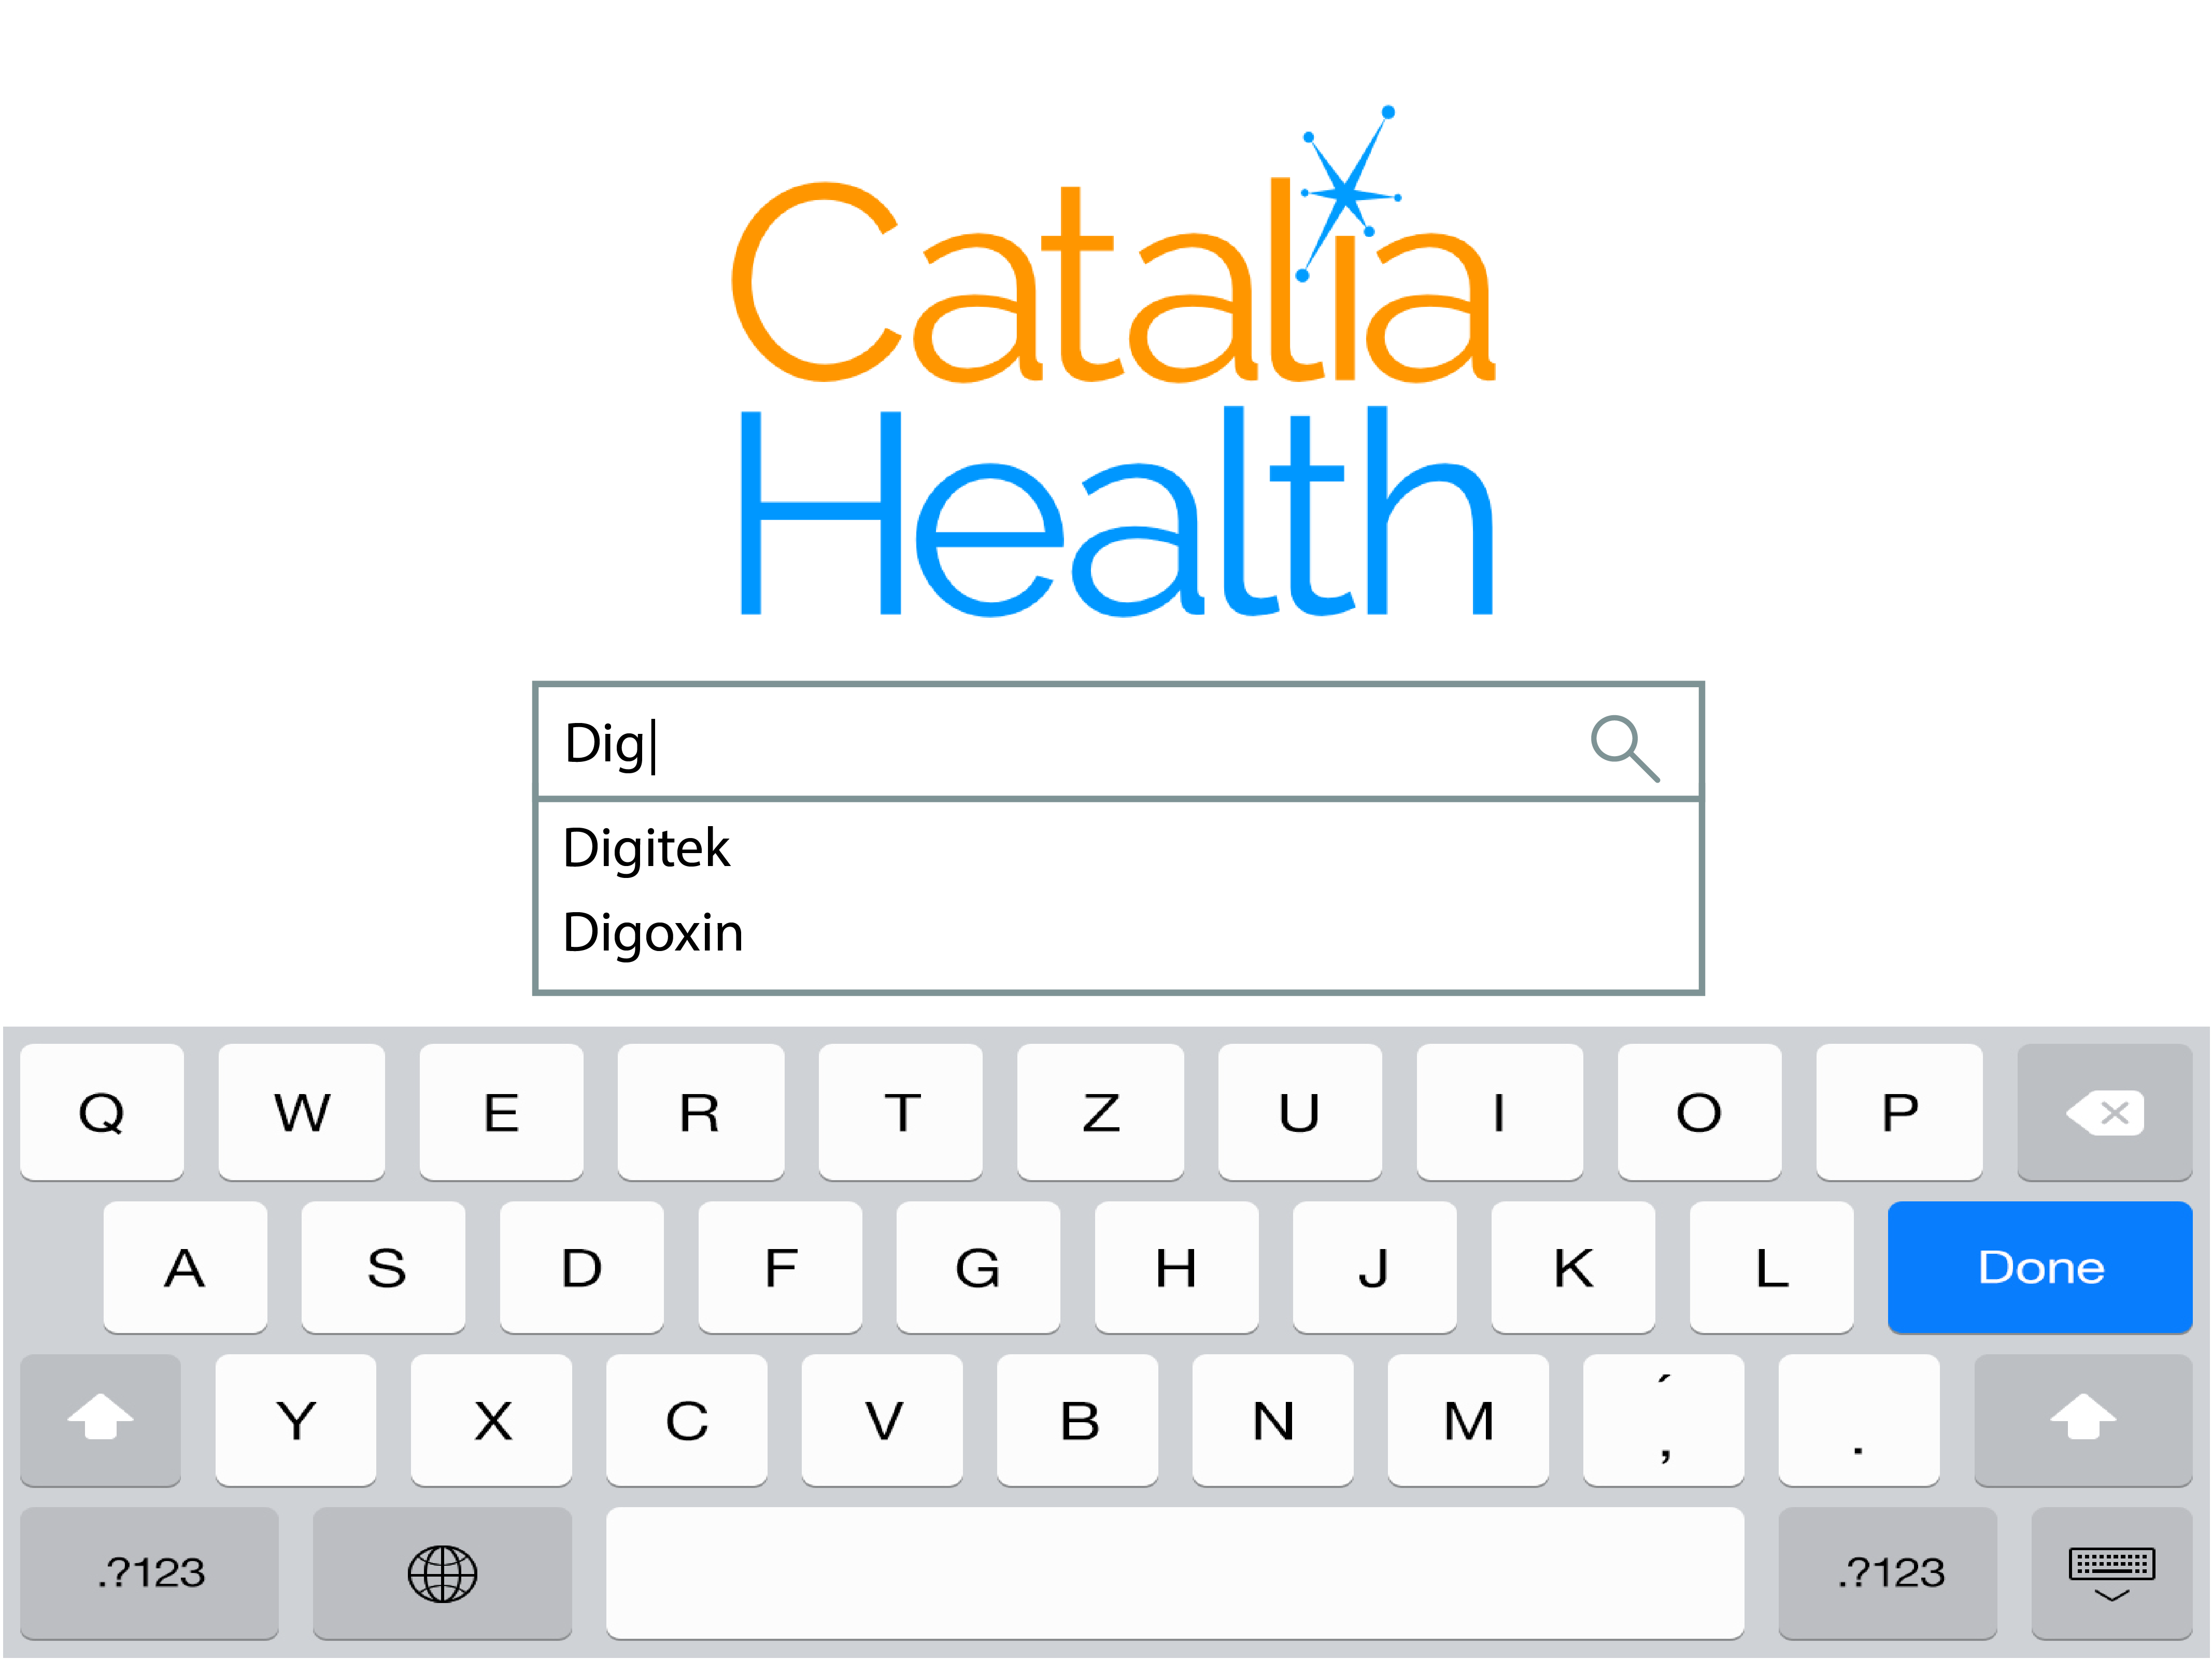 Catalia
Health
Dig
Digitek
Digoxin
Q W E R T Z U I O P
A S D F G H J K L Done
Y X C V B N M ´ , .
.?123 .?123